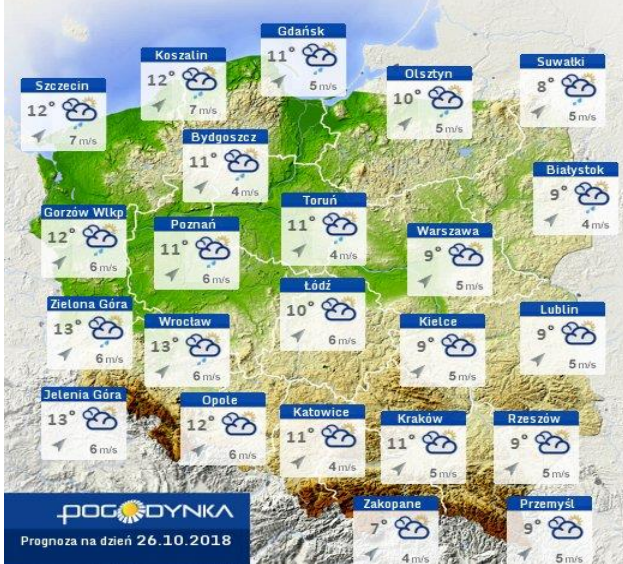 Gdańsk
11°
5 m/s
Koszalin
12°
7 m/s
Suwałki
8°
5 m/s
Olsztyn
10°
5 m/s
Szczecin
12°
7 m/s
Bydgoszcz
11°
4 m/s
Białystok
9°
4 m/s
Toruń
11°
4 m/s
Gorzów Wlkp
12°
6 m/s
Poznań
11°
6 m/s
Warszawa
9°
5 m/s
Łódź
10°
6 m/s
Zielona Góra
13°
6 m/s
Wrocław
13°
6 m/s
Kielce
9°
5 m/s
Lublin
9°
5 m/s
Jelenia Góra
13°
6 m/s
Opole
12°
6 m/s
Katowice
11°
4 m/s
Kraków
11°
5 m/s
Rzeszów
9°
5 m/s
Zakopane
7°
4 m/s
Przemyśl
9°
5 m/s
POGODYNKA
Prognoza na dzień 26.10.2018